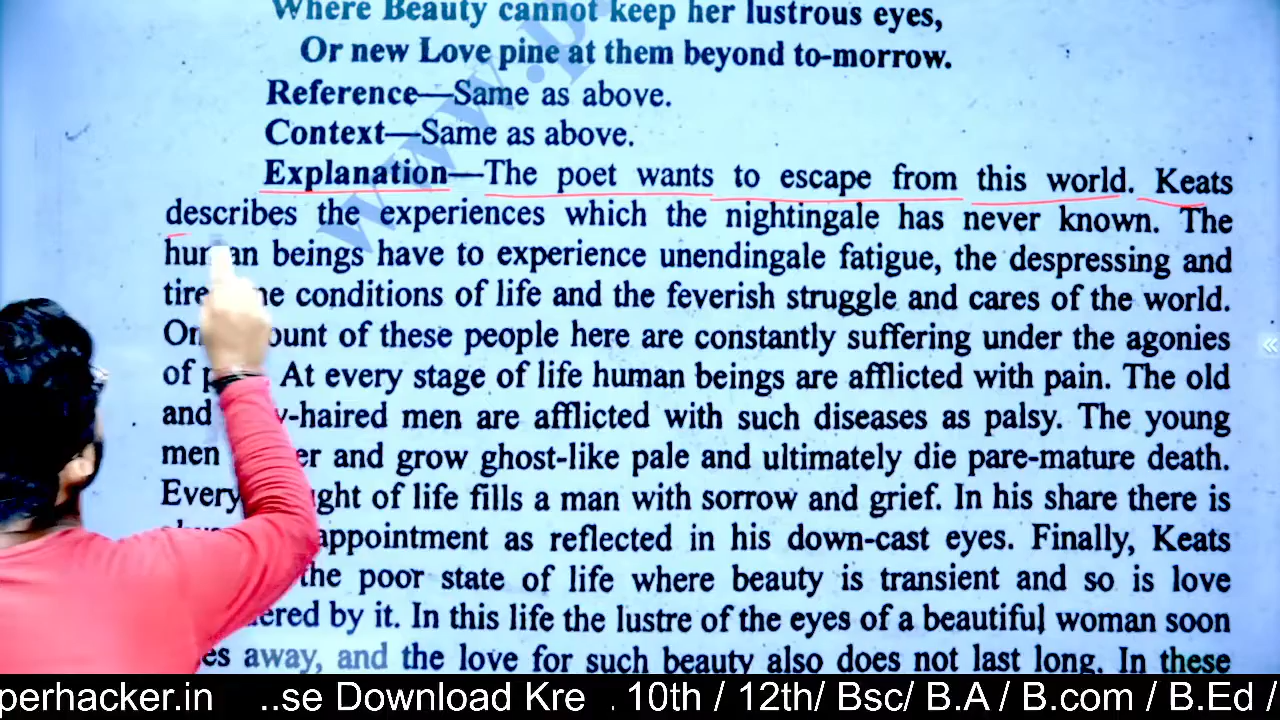 Where Beauty cannot keep her lustrous eyes,
Or new Love pine at them beyond to-morrow.
Reference—Same as above.
Context—Same as above.
Explanation—The poet wants to escape from this world. Keats
describes the experiences which the nightingale has never known. The
human beings have to experience unendingale fatigue, the despressing and
conditions of life and the feverish struggle and cares of the world.
On of these people here are constantly suffering under the agonies
of At every stage of life human beings are afflicted with pain. The old
and -haired men are afflicted with such diseases as palsy. The young
men and grow ghost-like pale and ultimately die pare-mature death.
Every of life fills a man with sorrow and grief. In his share there is
appointment as reflected in his down-cast eyes. Finally, Keats
the poor state of life where beauty is transient and so is love
ered by it. In this life the lustre of the eyes of a beautiful woman soon
away, and the love for such beauty also does not last long. In these
www.p
perhacker.in ..se Download Kre . 10th / 12th/ Bsc/ B.A / B.com / B.Ed /